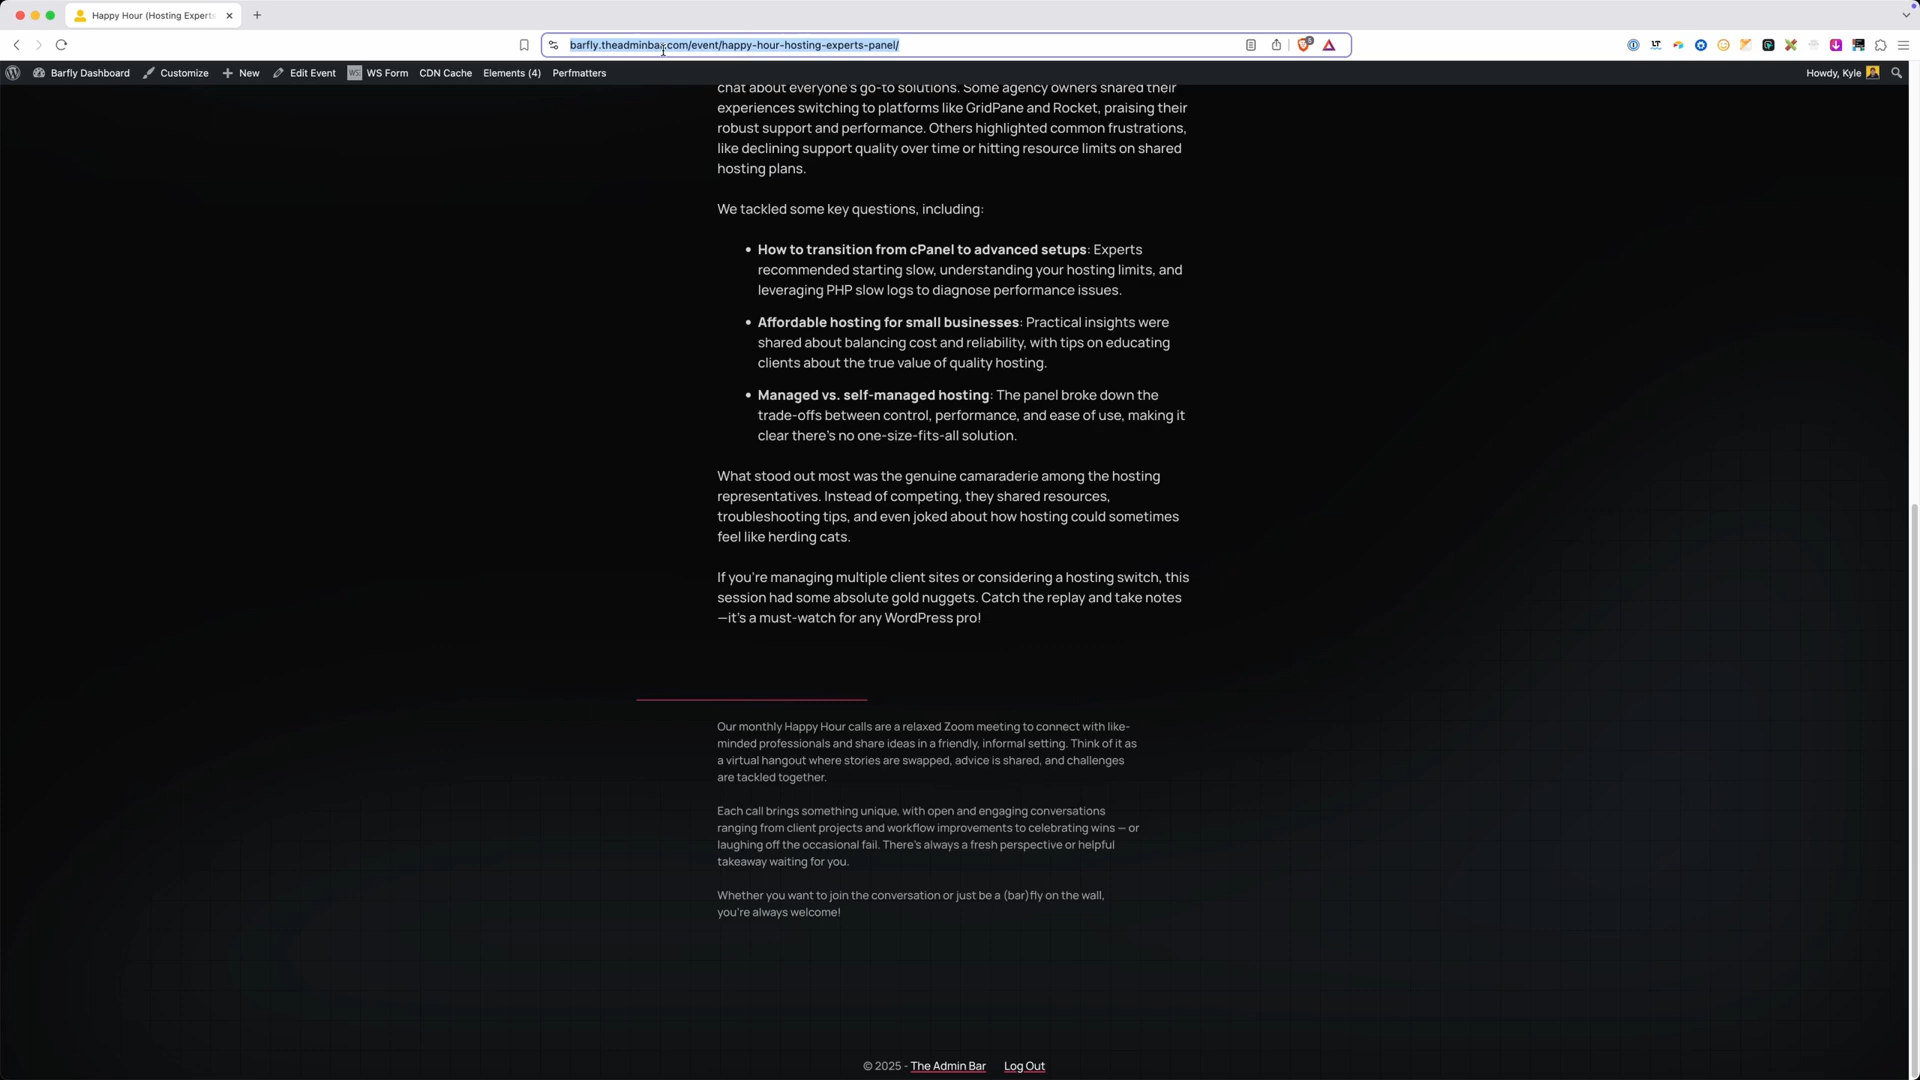 Happy Hour (Hosting Experts
barfly.theadminbar.com/event/happy-hour-hosting-experts-panel/
Barfly Dashboard Customize New Edit Event WS Form CDN Cache Elements (4) Perfmatters Howdy, Kyle
chat about everyone's go-to solutions. Some agency owners shared their
experiences switching to platforms like GridPane and Rocket, praising their
robust support and performance. Others highlighted common frustrations,
like declining support quality over time or hitting resource limits on shared
hosting plans.
We tackled some key questions, including:
• How to transition from cPanel to advanced setups: Experts
recommended starting slow, understanding your hosting limits, and
leveraging PHP slow logs to diagnose performance issues.
• Affordable hosting for small businesses: Practical insights were
shared about balancing cost and reliability, with tips on educating
clients about the true value of quality hosting.
• Managed vs. self-managed hosting: The panel broke down the
trade-offs between control, performance, and ease of use, making it
clear there's no one-size-fits-all solution.
What stood out most was the genuine camaraderie among the hosting
representatives. Instead of competing, they shared resources,
troubleshooting tips, and even joked about how hosting could sometimes
feel like herding cats.
If you're managing multiple client sites or considering a hosting switch, this
session had some absolute gold nuggets. Catch the replay and take notes
—it's a must-watch for any WordPress pro!
Our monthly Happy Hour calls are a relaxed Zoom meeting to connect with like-
minded professionals and share ideas in a friendly, informal setting. Think of it as
a virtual hangout where stories are swapped, advice is shared, and challenges
are tackled together.
Each call brings something unique, with open and engaging conversations
ranging from client projects and workflow improvements to celebrating wins — or
laughing off the occasional fail. There's always a fresh perspective or helpful
takeaway waiting for you.
Whether you want to join the conversation or just be a (bar)fly on the wall,
you're always welcome!
© 2025 - The Admin Bar Log Out